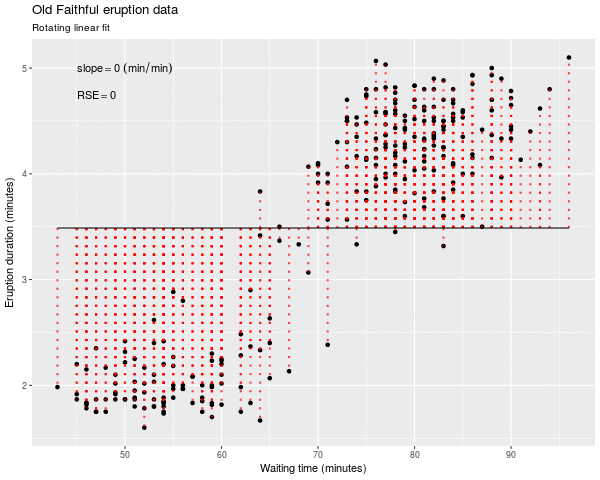 Old Faithful eruption data
Rotating linear fit
slope = 0 (min/min)
RSE = 0
5
4
3
2
Eruption duration (minutes)
50 60 70 80 90
Waiting time (minutes)